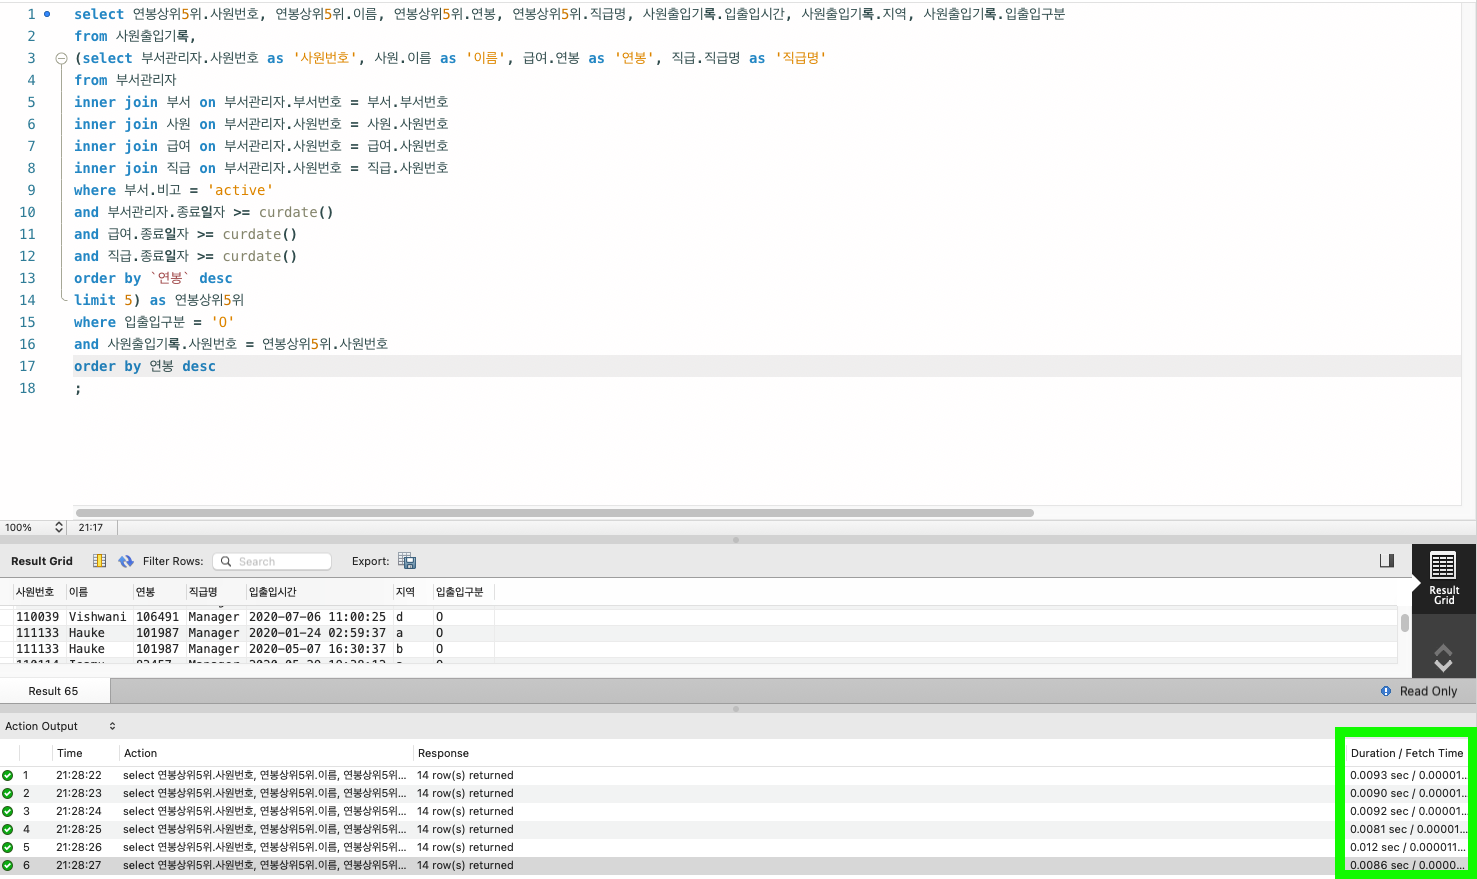 1 select 연봉상위5위.사원번호, 연봉상위5위.이름, 연봉상위5위.연봉, 연봉상위5위.직급명, 사원출입기록.입출입시간, 사원출입기록.지역, 사원출입기록.입출입구분
2 from 사원출입기록,
3 (select 부서관리자.사원번호 as '사원번호', 사원.이름 as '이름', 급여.연봉 as '연봉', 직급.직급명 as '직급명'
4 from 부서관리자
5 inner join 부서 on 부서관리자.부서번호 = 부서.부서번호
6 inner join 사원 on 부서관리자.사원번호 = 사원.사원번호
7 inner join 급여 on 부서관리자.사원번호 = 급여.사원번호
8 inner join 직급 on 부서관리자.사원번호 = 직급.사원번호
9 where 부서.비고 = 'active'
10 and 부서관리자.종료일자 >= curdate()
11 and 급여.종료일자 >= curdate()
12 and 직급.종료일자 >= curdate()
13 order by `연봉` desc
14 limit 5) as 연봉상위5위
15 where 입출입구분 = 'O'
16 and 사원출입기록.사원번호 = 연봉상위5위.사원번호
17 order by 연봉 desc
18 ;
100% 21:17
Result Grid Filter Rows: Search Export:
Result Grid
사원번호 이름 연봉 직급명 입출입시간 지역 입출입구분
110039 Vishwani 106491 Manager 2020-07-06 11:00:25 d O
111133 Hauke 101987 Manager 2020-01-24 02:59:37 a O
111133 Hauke 101987 Manager 2020-05-07 16:30:37 b O
Result 65 Read Only
Action Output
Time Action Response Duration / Fetch Time
1 21:28:22 select 연봉상위5위.사원번호, 연봉상위5위.이름, 연봉상위5위... 14 row(s) returned 0.0093 sec / 0.00001...
2 21:28:23 select 연봉상위5위.사원번호, 연봉상위5위.이름, 연봉상위5위... 14 row(s) returned 0.0090 sec / 0.00001...
3 21:28:24 select 연봉상위5위.사원번호, 연봉상위5위.이름, 연봉상위5위... 14 row(s) returned 0.0092 sec / 0.00001...
4 21:28:25 select 연봉상위5위.사원번호, 연봉상위5위.이름, 연봉상위5위... 14 row(s) returned 0.0081 sec / 0.00001...
5 21:28:26 select 연봉상위5위.사원번호, 연봉상위5위.이름, 연봉상위5위... 14 row(s) returned 0.012 sec / 0.000011...
6 21:28:27 select 연봉상위5위.사원번호, 연봉상위5위.이름, 연봉상위5위... 14 row(s) returned 0.0086 sec / 0.0000...